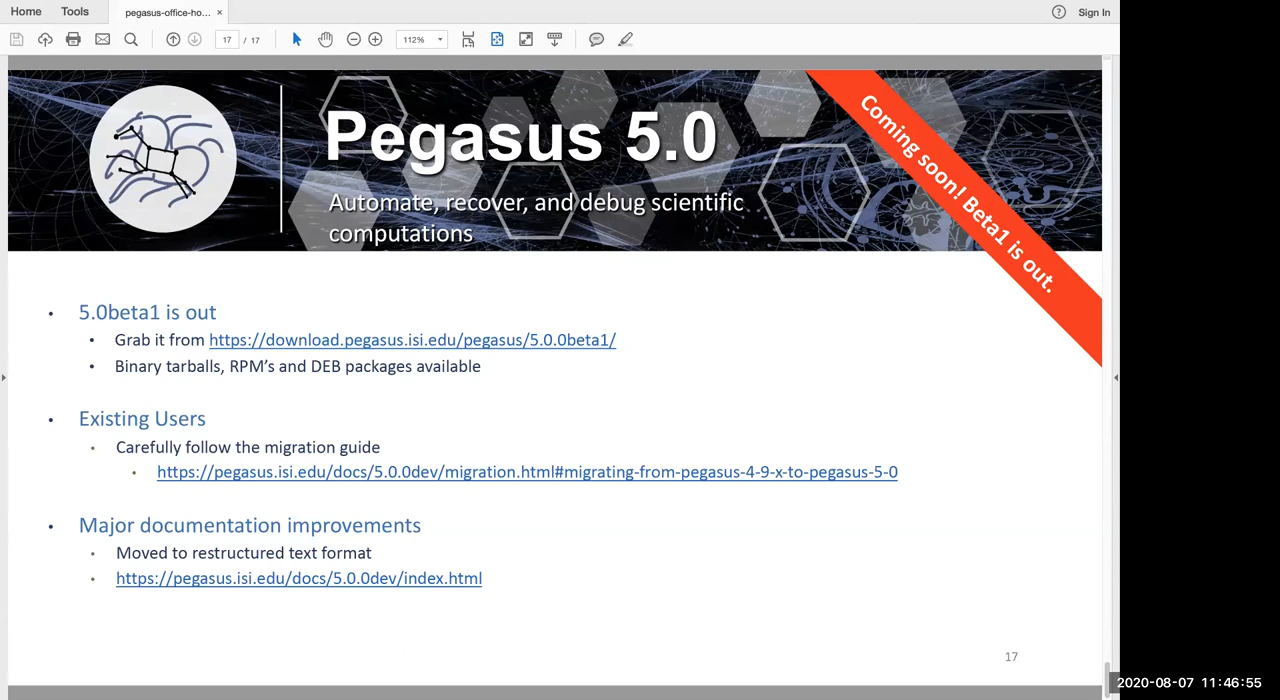 Home
Tools
pegasus-office-ho... ×
? Sign In
17 / 17
112%
Pegasus 5.0
Automate, recover, and debug scientific
computations
Coming soon! Beta1 is out.
• 5.0beta1 is out
• Grab it from https://download.pegasus.isi.edu/pegasus/5.0.0beta1/
• Binary tarballs, RPM’s and DEB packages available
• Existing Users
• Carefully follow the migration guide
• https://pegasus.isi.edu/docs/5.0.0dev/migration.html#migrating-from-pegasus-4-9-x-to-pegasus-5-0
• Major documentation improvements
• Moved to restructured text format
• https://pegasus.isi.edu/docs/5.0.0dev/index.html
17
2020-08-07 11:46:55